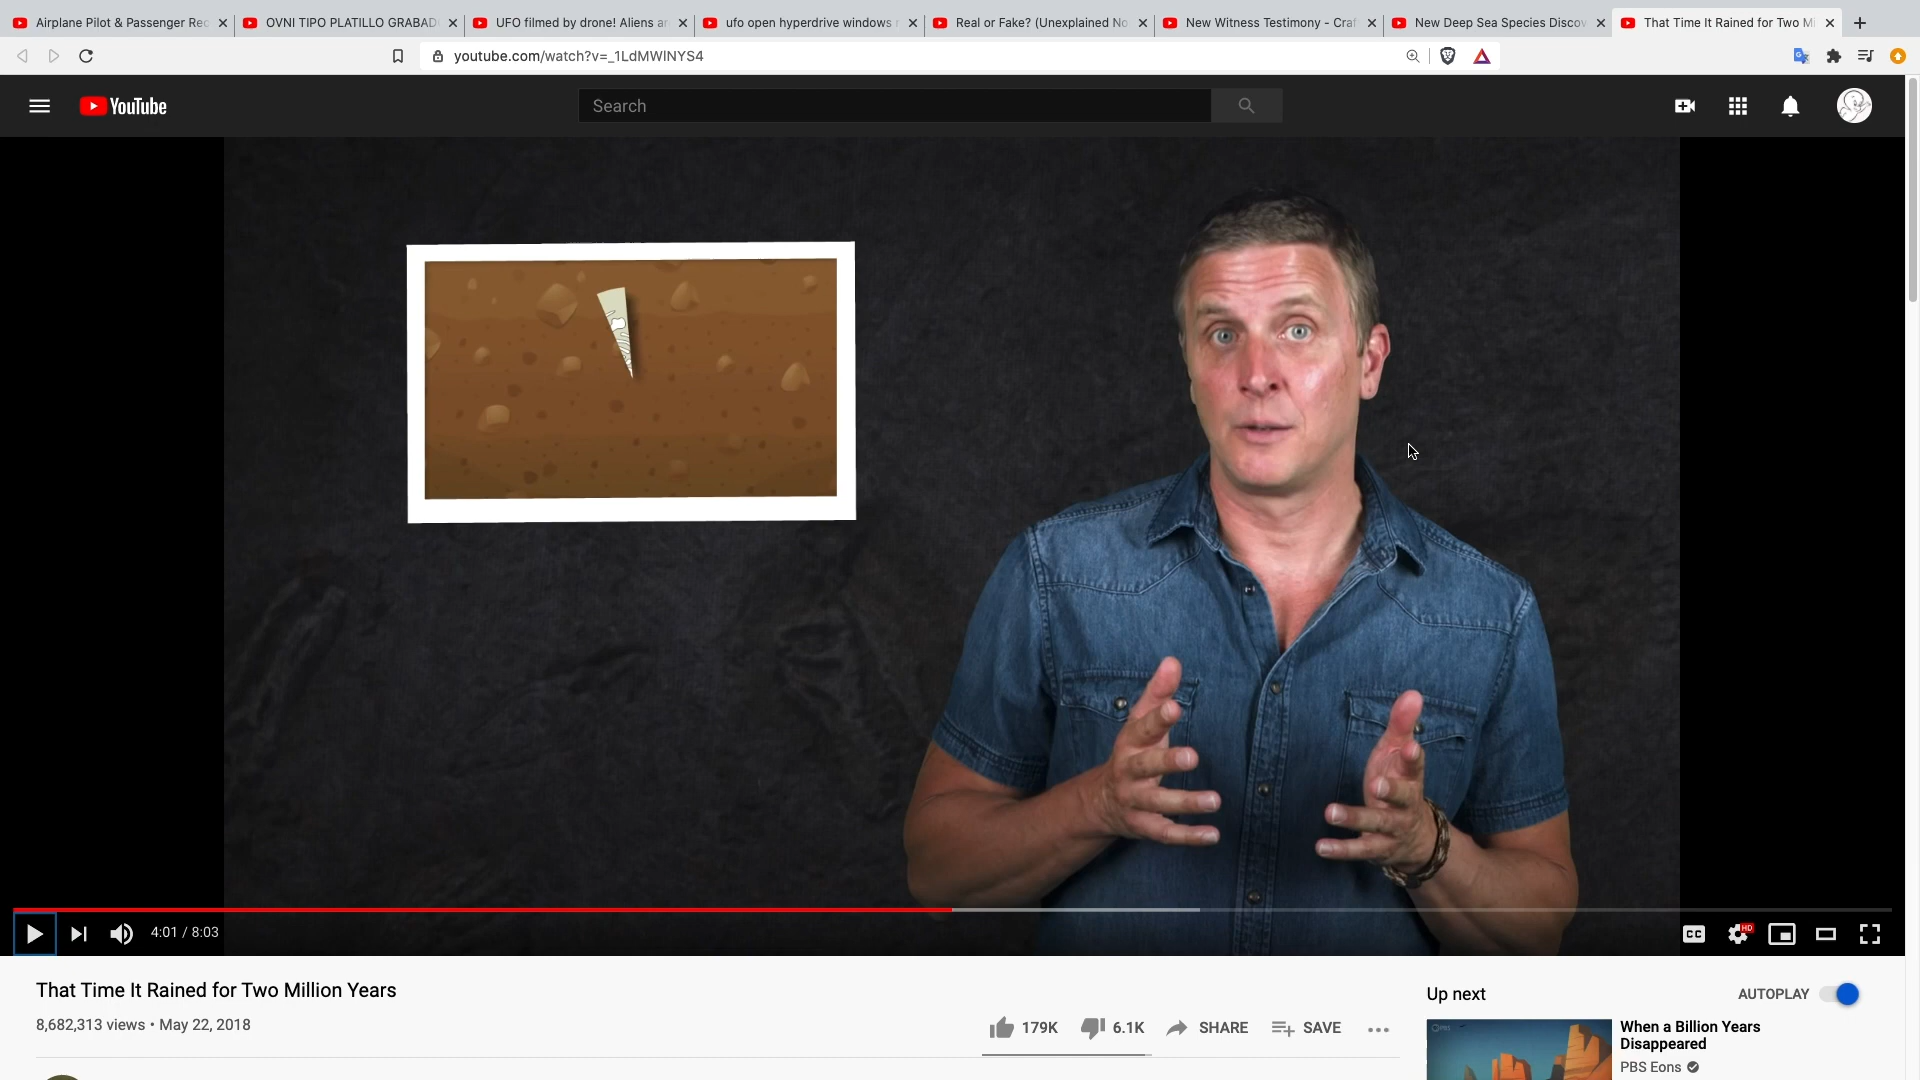 Airplane Pilot & Passenger Rec
OVNI TIPO PLATILLO GRABAD
UFO filmed by drone! Aliens ar
ufo open hyperdrive windows r
Real or Fake? (Unexplained No
New Witness Testimony - Craf
New Deep Sea Species Discov
That Time It Rained for Two Mi
youtube.com/watch?v=_1LdMWlNYS4
YouTube
Search
4:01 / 8:03
CC
HD
That Time It Rained for Two Million Years
8,682,313 views • May 22, 2018
179K
6.1K
SHARE
SAVE
Up next
AUTOPLAY
When a Billion Years
Disappeared
PBS Eons